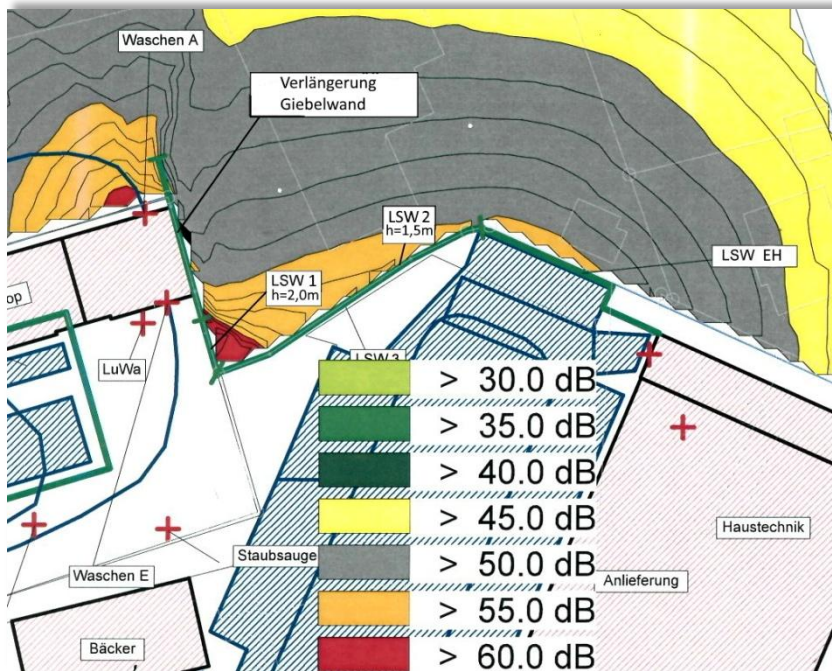 Waschen A
Verlängerung
Giebelwand
LSW 2
h=1,5m
LSW EH
LSW 1
h=2,0m
op
LSW 3
LuWa
> 30.0 dB
> 35.0 dB
> 40.0 dB
> 45.0 dB
> 50.0 dB
> 55.0 dB
> 60.0 dB
Haustechnik
Staubsauge
Waschen E
Anlieferung
Bäcker